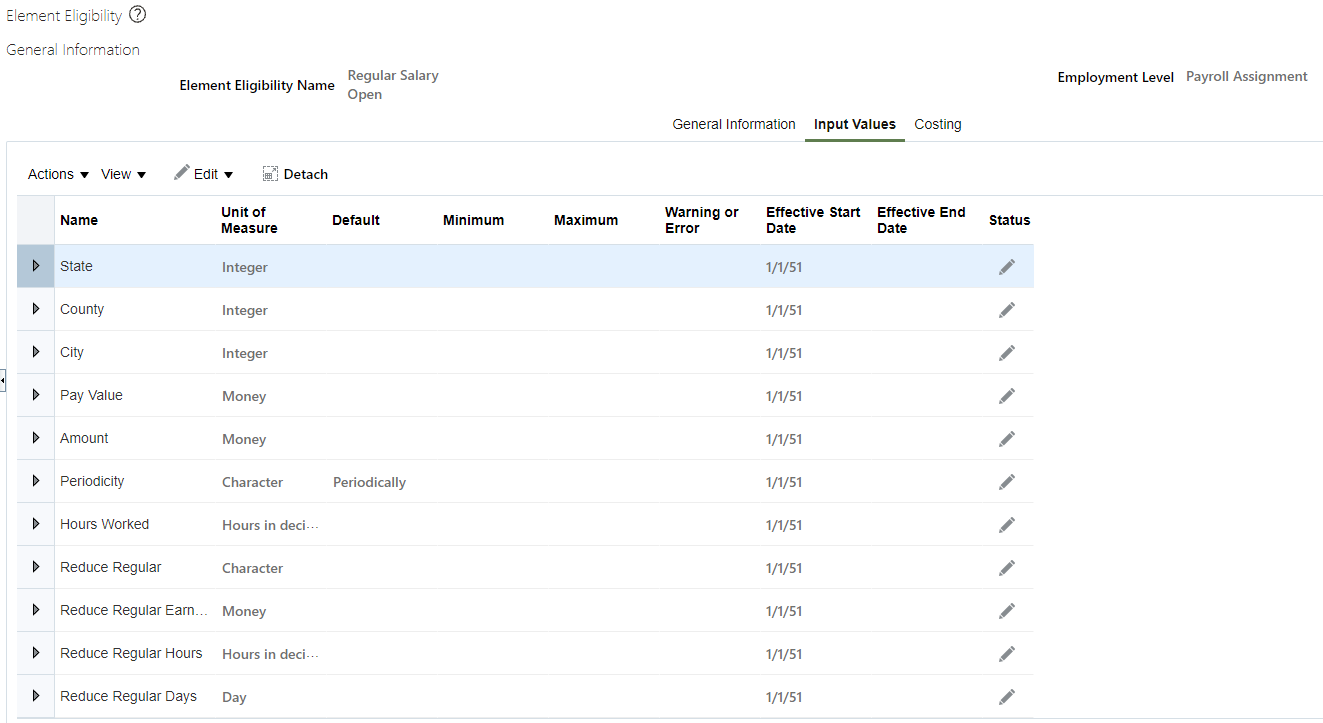 Element Eligibility ?
General Information
Element Eligibility Name Regular Salary Open Employment Level Payroll Assignment
General Information Input Values Costing
Actions View Edit Detach
Name Unit of Measure Default Minimum Maximum Warning or Error Effective Start Date Effective End Date Status
State Integer 1/1/51
County Integer 1/1/51
City Integer 1/1/51
Pay Value Money 1/1/51
Amount Money 1/1/51
Periodicity Character Periodically 1/1/51
Hours Worked Hours in deci... 1/1/51
Reduce Regular Character 1/1/51
Reduce Regular Earn... Money 1/1/51
Reduce Regular Hours Hours in deci... 1/1/51
Reduce Regular Days Day 1/1/51